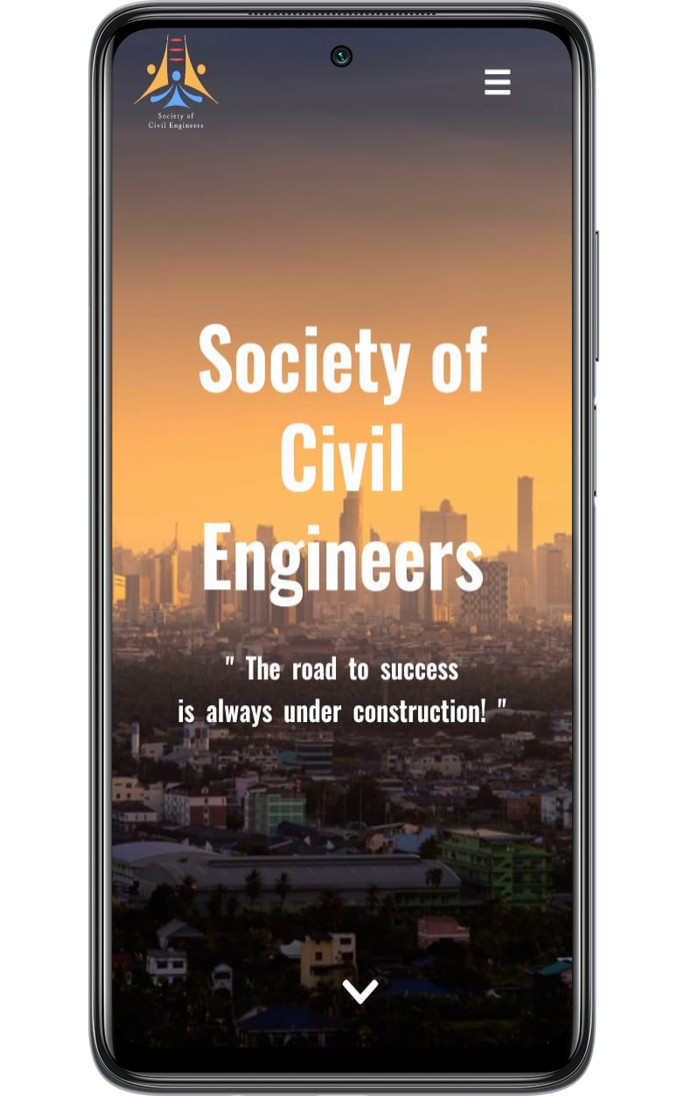 Society of
Civil Engineers
Society of
Civil
Engineers
" The road to success
is always under construction! "